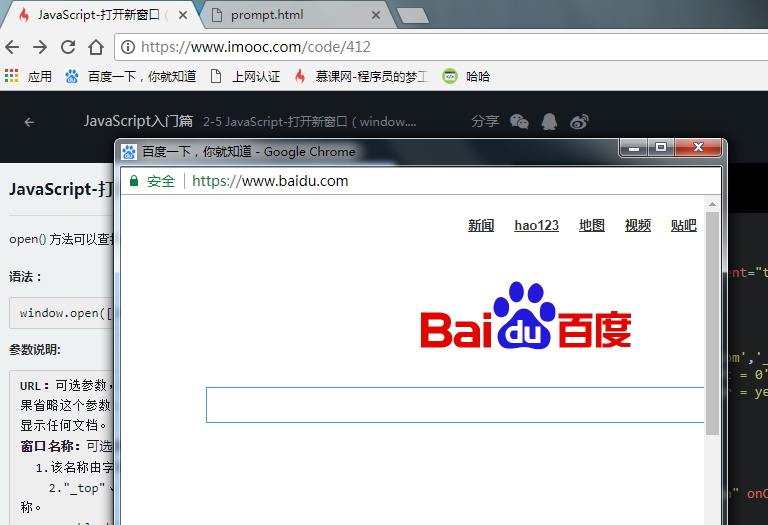 JavaScript-打开新窗口（
prompt.html
https://www.imooc.com/code/412
应用 百度一下，你就知道 上网认证 慕课网-程序员的梦工 哈哈
JavaScript入门篇 2-5 JavaScript-打开新窗口（window.... 分享
百度一下，你就知道 - Google Chrome
安全 https://www.baidu.com
新闻 hao123 地图 视频 贴吧
Baidu百度
JavaScript-打
open() 方法可以查
语法：
window.open([
参数说明:
URL：可选参数，
果省略这个参数
显示任何文档。
窗口名称：可选
1.该名称由字
2."_top"、
称。
ent="t
om','_
t = 0'
= ye
n" onC